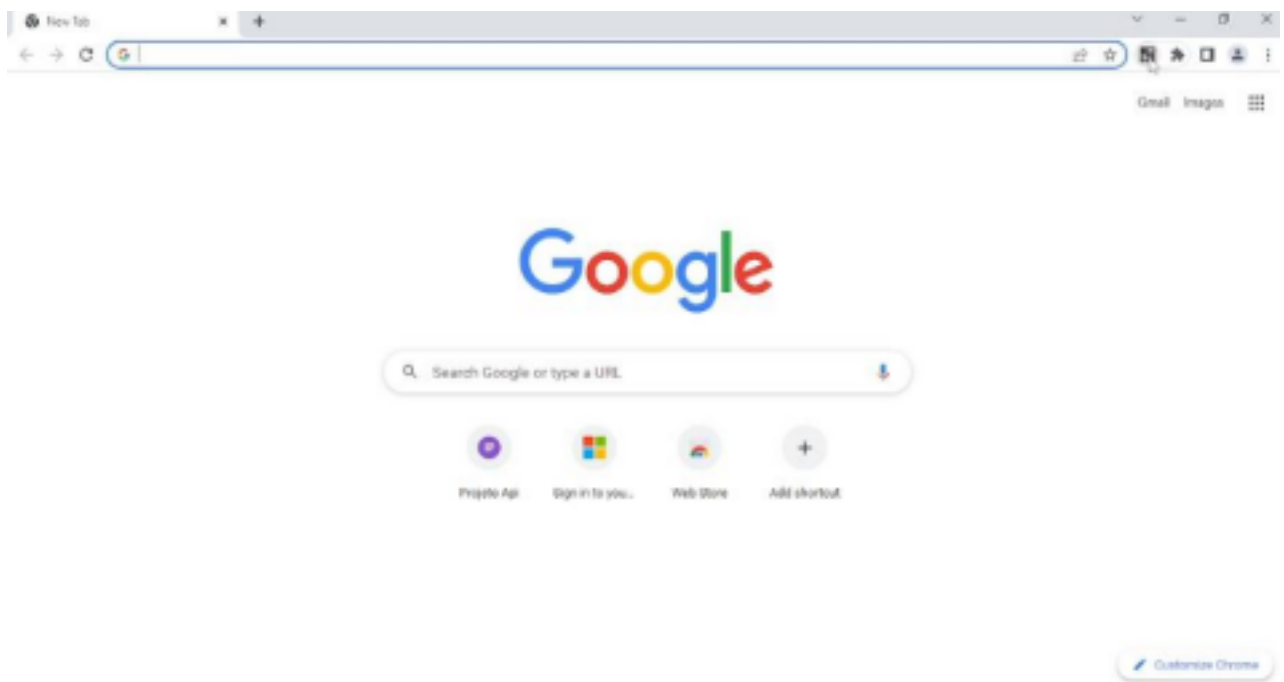 New Tab
Gmail Images
Google
Search Google or type a URL
Projeto Api
Sign in to you...
Web Store
Add shortcut
Customize Chrome